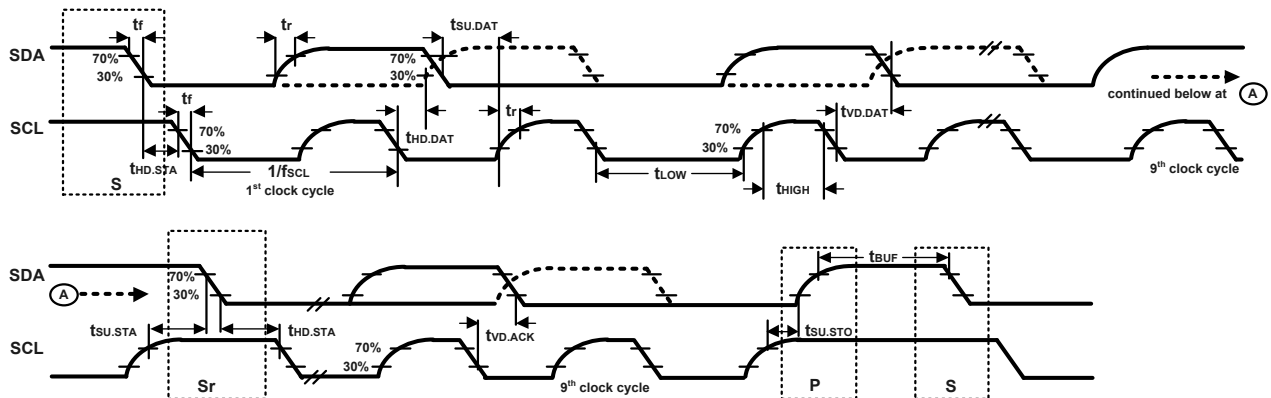 tf tr tSU.DAT
SDA 70% 30% 70% 30%
continued below at A
tf tHD.DAT tr tVD.DAT
SCL 70% 30% 70% 30%
tHD.STA 1/fSCL tLOW tHIGH
S 1st clock cycle 9th clock cycle
tBUF
SDA 70% 30%
A
tSU.STA tHD.STA tVD.ACK tSU.STO
SCL 70% 30%
Sr 9th clock cycle P S